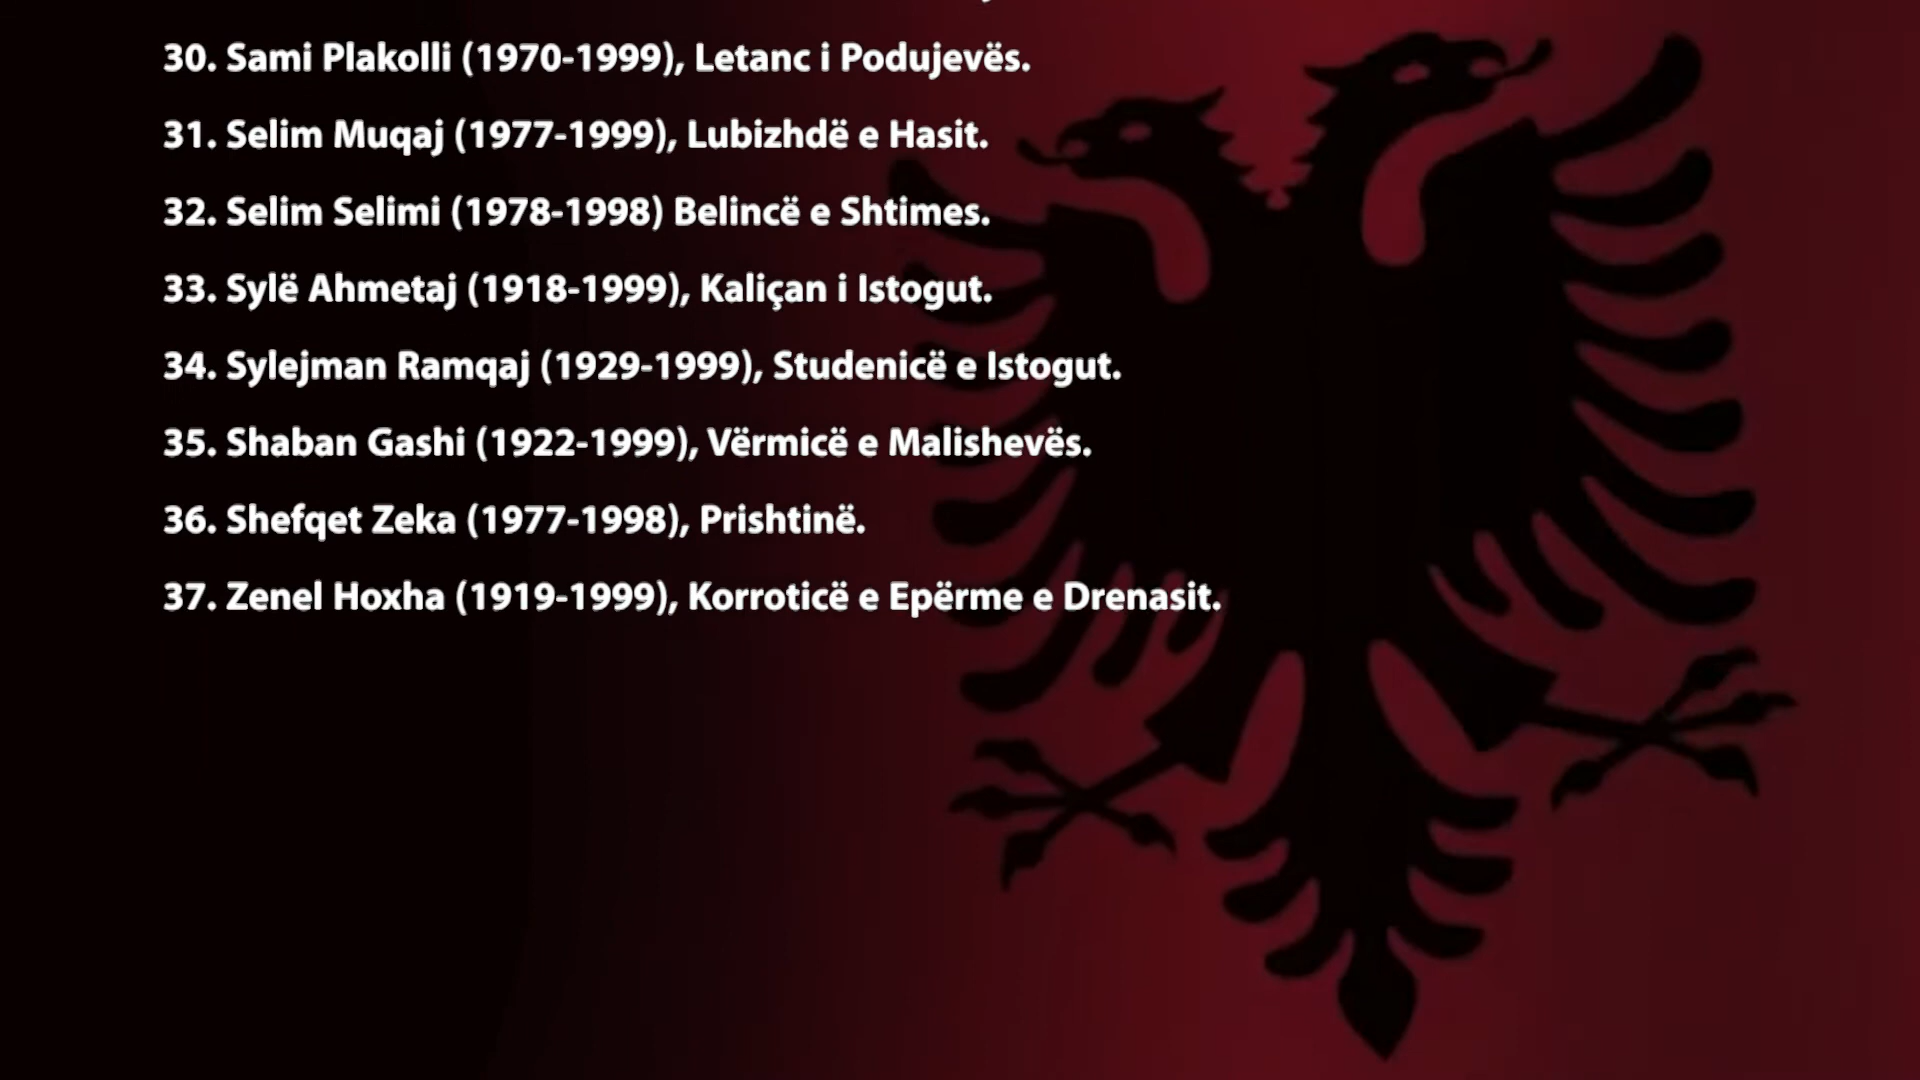 30. Sami Plakolli (1970-1999), Letanc i Podujevës.
31. Selim Muqaj (1977-1999), Lubizhdë e Hasit.
32. Selim Selimi (1978-1998) Belincë e Shtimes.
33. Sylë Ahmetaj (1918-1999), Kaliçan i Istogut.
34. Sylejman Ramqaj (1929-1999), Studenicë e Istogut.
35. Shaban Gashi (1922-1999), Vërmicë e Malishevës.
36. Shefqet Zeka (1977-1998), Prishtinë.
37. Zenel Hoxha (1919-1999), Korroticë e Epërme e Drenasit.